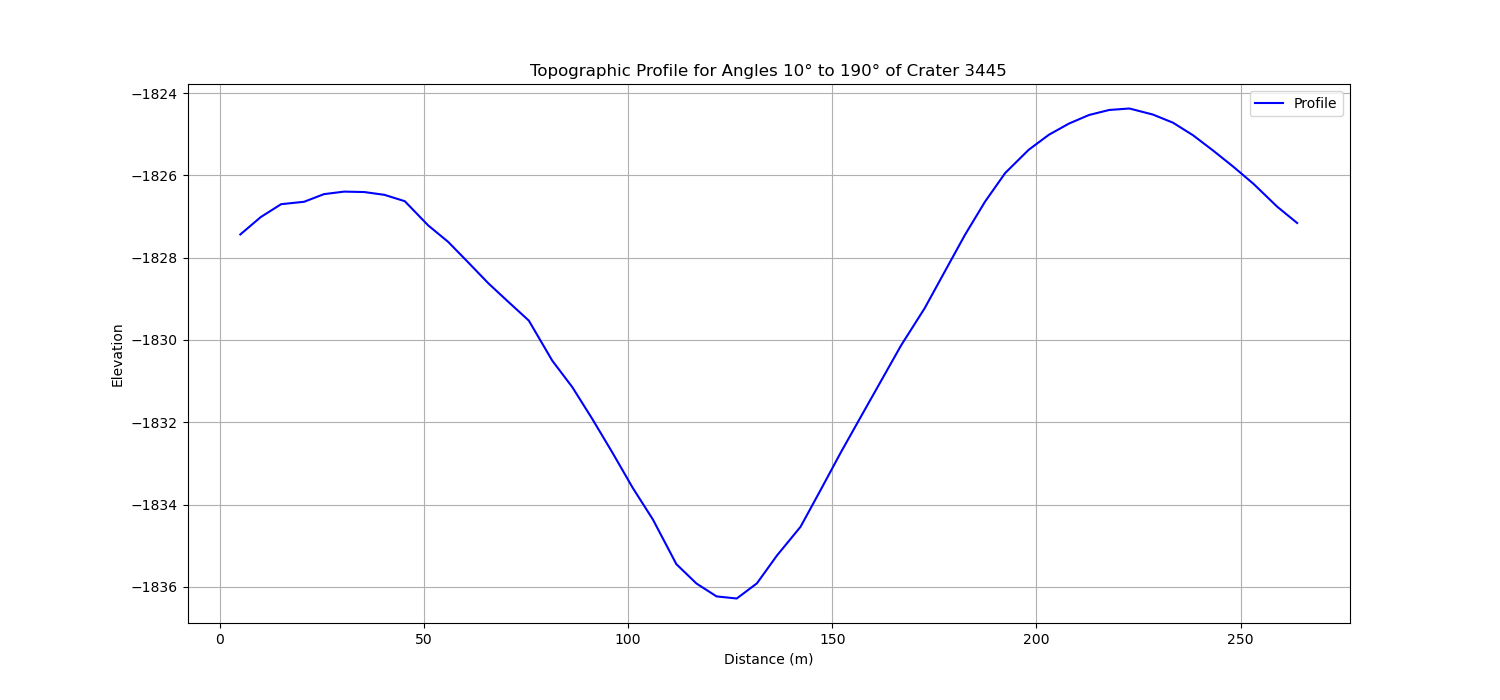 Topographic Profile for Angles 10° to 190° of Crater 3445
Profile
−1824
−1826
−1828
−1830
−1832
−1834
−1836
Elevation
0 50 100 150 200 250
Distance (m)